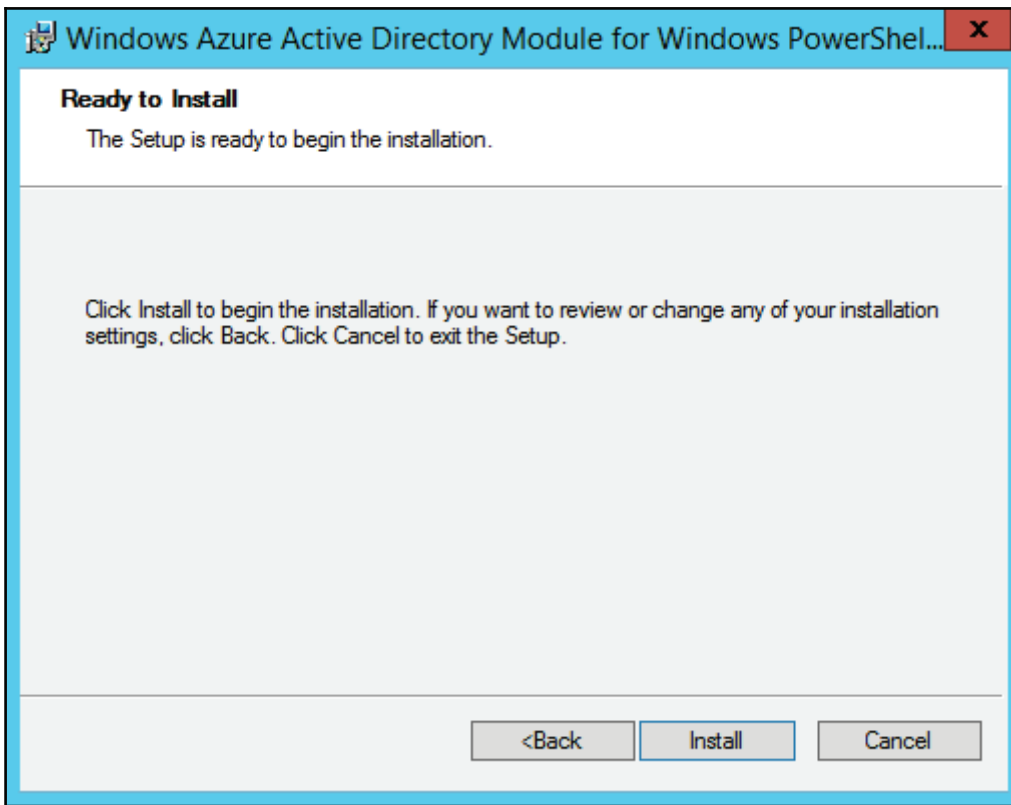 Windows Azure Active Directory Module for Windows PowerShel...
x
Ready to Install
The Setup is ready to begin the installation.
Click Install to begin the installation. If you want to review or change any of your installation
settings, click Back. Click Cancel to exit the Setup.
<Back Install Cancel